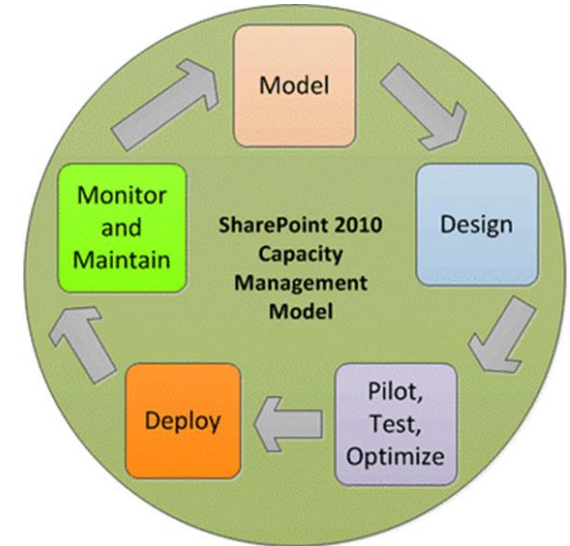 Model
Design
Pilot,
Test,
Optimize
Deploy
Monitor
and
Maintain
SharePoint 2010
Capacity
Management
Model